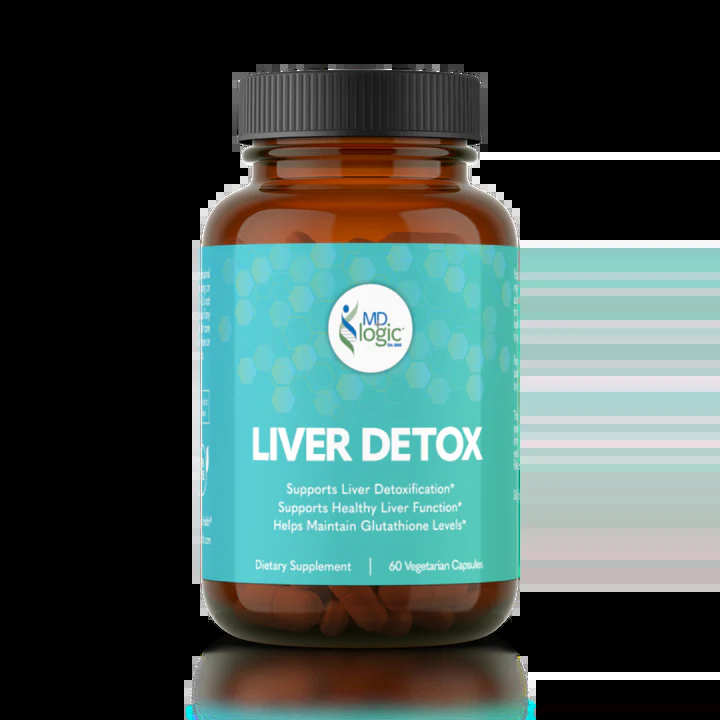 MD
logic
LIVER DETOX
Supports Liver Detoxification*
Supports Healthy Liver Function*
Helps Maintain Glutathione Levels*
Dietary Supplement | 60 Vegetarian Capsules